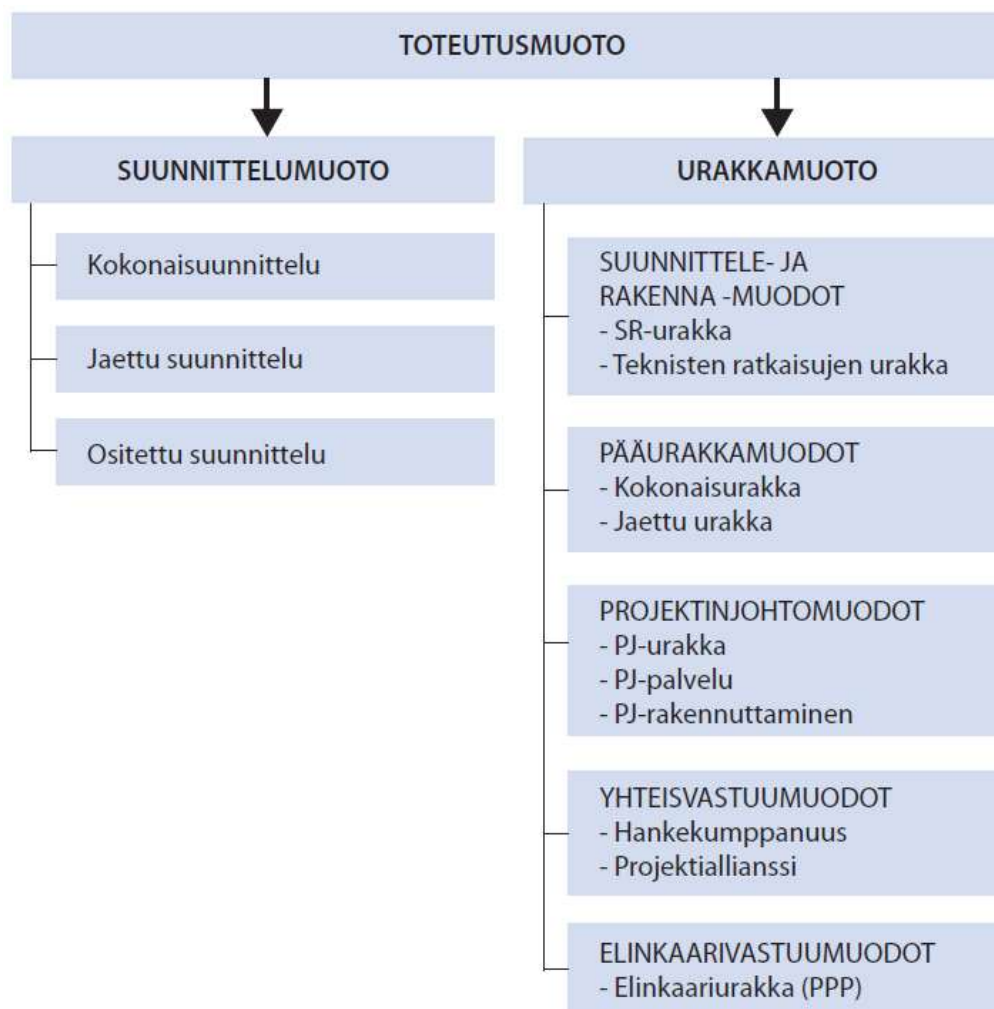 TOTEUTUSMUOTO
SUUNNITTELUMUOTO
Kokonaisuunnittelu
Jaettu suunnittelu
Ositettu suunnittelu
URAKKAMUOTO
SUUNNITTELE- JA
RAKENNA -MUODOT
- SR-urakka
- Teknisten ratkaisujen urakka
PÄÄURAKKAMUODOT
- Kokonaisurakka
- Jaettu urakka
PROJEKTINJOHTOMUODOT
- PJ-urakka
- PJ-palvelu
- PJ-rakennuttaminen
YHTEISVASTUUMUODOT
- Hankekumppanuus
- Projektiallianssi
ELINKAARIVASTUUMUODOT
- Elinkaariurakka (PPP)